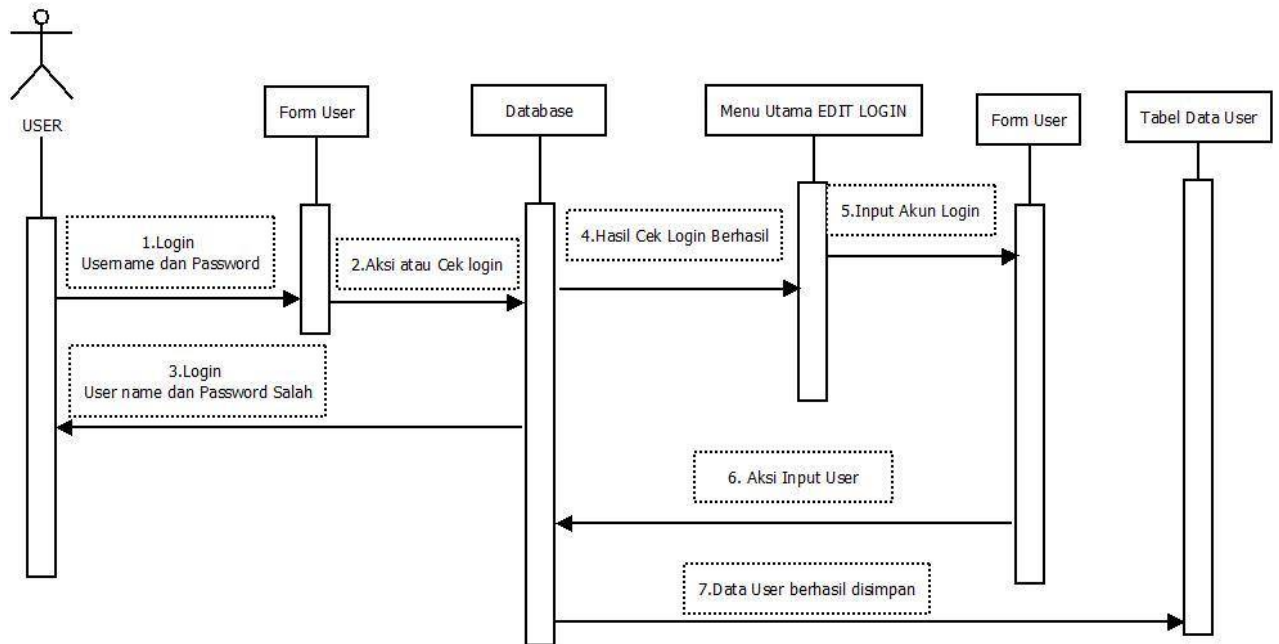 USER
Form User
Database
Menu Utama EDIT LOGIN
Form User
Tabel Data User
1.Login
Username dan Password
2.Aksi atau Cek login
4.Hasil Cek Login Berhasil
5.Input Akun Login
3.Login
User name dan Password Salah
6. Aksi Input User
7.Data User berhasil disimpan